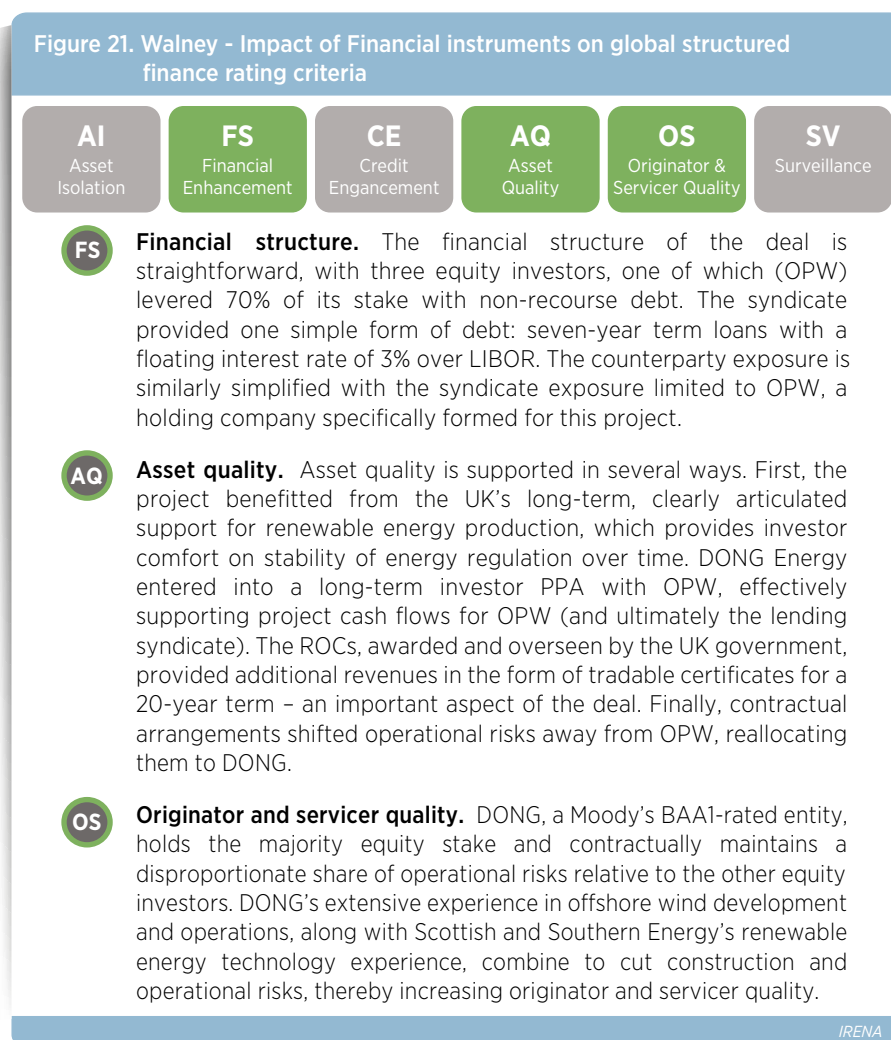 Figure 21. Walney - Impact of Financial instruments on global structured
finance rating criteria
AI
Asset
Isolation
FS
Financial
Enhancement
CE
Credit
Engancement
AQ
Asset
Quality
OS
Originator &
Servicer Quality
SV
Surveillance
FS
Financial structure. The financial structure of the deal is
straightforward, with three equity investors, one of which (OPW)
levered 70% of its stake with non-recourse debt. The syndicate
provided one simple form of debt: seven-year term loans with a
floating interest rate of 3% over LIBOR. The counterparty exposure is
similarly simplified with the syndicate exposure limited to OPW, a
holding company specifically formed for this project.
AQ
Asset quality. Asset quality is supported in several ways. First, the
project benefitted from the UK's long-term, clearly articulated
support for renewable energy production, which provides investor
comfort on stability of energy regulation over time. DONG Energy
entered into a long-term investor PPA with OPW, effectively
supporting project cash flows for OPW (and ultimately the lending
syndicate). The ROCs, awarded and overseen by the UK government,
provided additional revenues in the form of tradable certificates for a
20-year term – an important aspect of the deal. Finally, contractual
arrangements shifted operational risks away from OPW, reallocating
them to DONG.
OS
Originator and servicer quality. DONG, a Moody's BAA1-rated entity,
holds the majority equity stake and contractually maintains a
disproportionate share of operational risks relative to the other equity
investors. DONG's extensive experience in offshore wind development
and operations, along with Scottish and Southern Energy's renewable
energy technology experience, combine to cut construction and
operational risks, thereby increasing originator and servicer quality.
IRENA